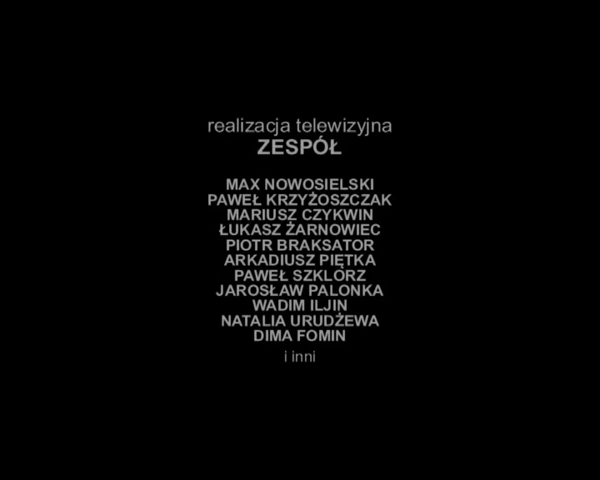 realizacja telewizyjna
ZESPÓŁ
MAX NOWOSIELSKI
PAWEŁ KRZYŻOSZCZAK
MARIUSZ CZYKWIN
ŁUKASZ ŻARNOWIEC
PIOTR BRAKSATOR
ARKADIUSZ PIĘTKA
PAWEŁ SZKLÓRZ
JAROSŁAW PALONKA
WADIM ILJIN
NATALIA URUDŻEWA
DIMA FOMIN
i inni